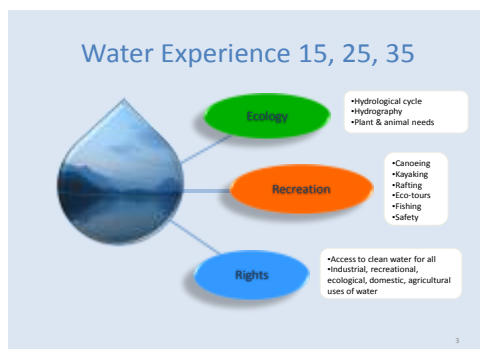 Water Experience 15, 25, 35
Ecology
•Hydrological cycle
•Hydrography
•Plant & animal needs
Recreation
•Canoeing
•Kayaking
•Rafting
•Eco-tours
•Fishing
•Safety
Rights
•Access to clean water for all
•Industrial, recreational,
ecological, domestic, agricultural
uses of water
3